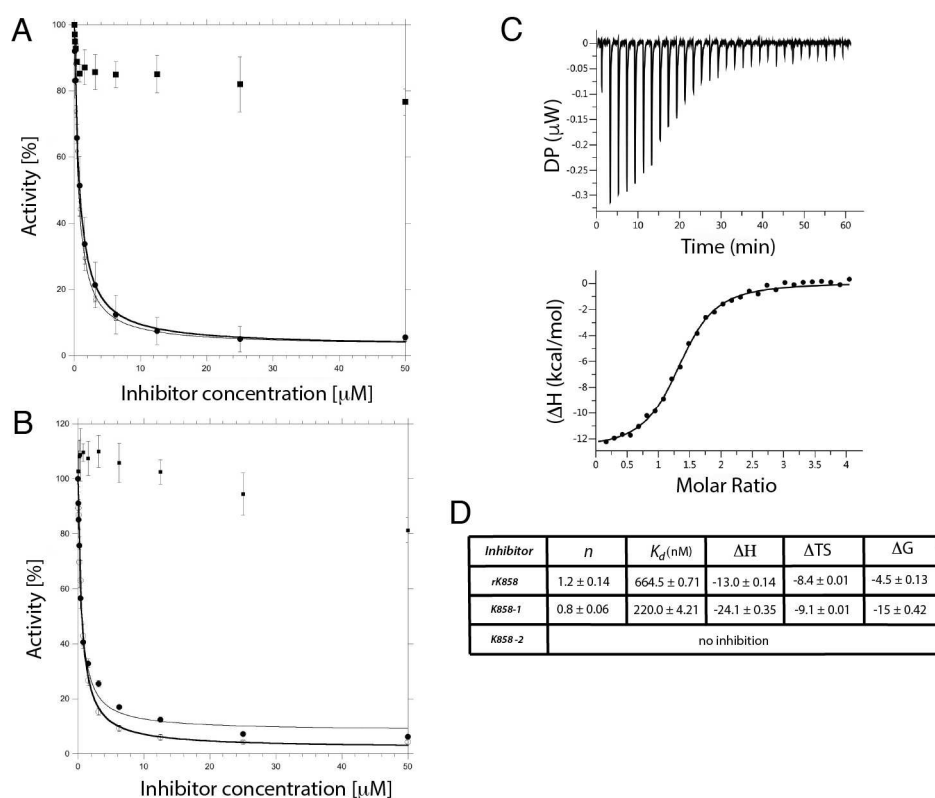 A
100
80
60
40
20
0
Activity [%]
0 10 20 30 40 50
Inhibitor concentration [μM]
B
120
100
80
60
40
20
0
Activity [%]
0 10 20 30 40 50
Inhibitor concentration [μM]
C
0
-0.05
-0.1
-0.15
-0.2
-0.25
-0.3
DP (μW)
0 5 10 15 20 25 30 35 40 45 50 55 60
Time (min)
0
-2
-4
-6
-8
-10
-12
(ΔH (kcal/mol)
0 0.5 1 1.5 2 2.5 3 3.5 4
Molar Ratio
D
Inhibitor n Kd (nM) ΔH ΔTS ΔG
rK858 1.2 ± 0.14 664.5 ± 0.71 -13.0 ± 0.14 -8.4 ± 0.01 -4.5 ± 0.13
K858-1 0.8 ± 0.06 220.0 ± 4.21 -24.1 ± 0.35 -9.1 ± 0.01 -15 ± 0.42
K858-2 no inhibition